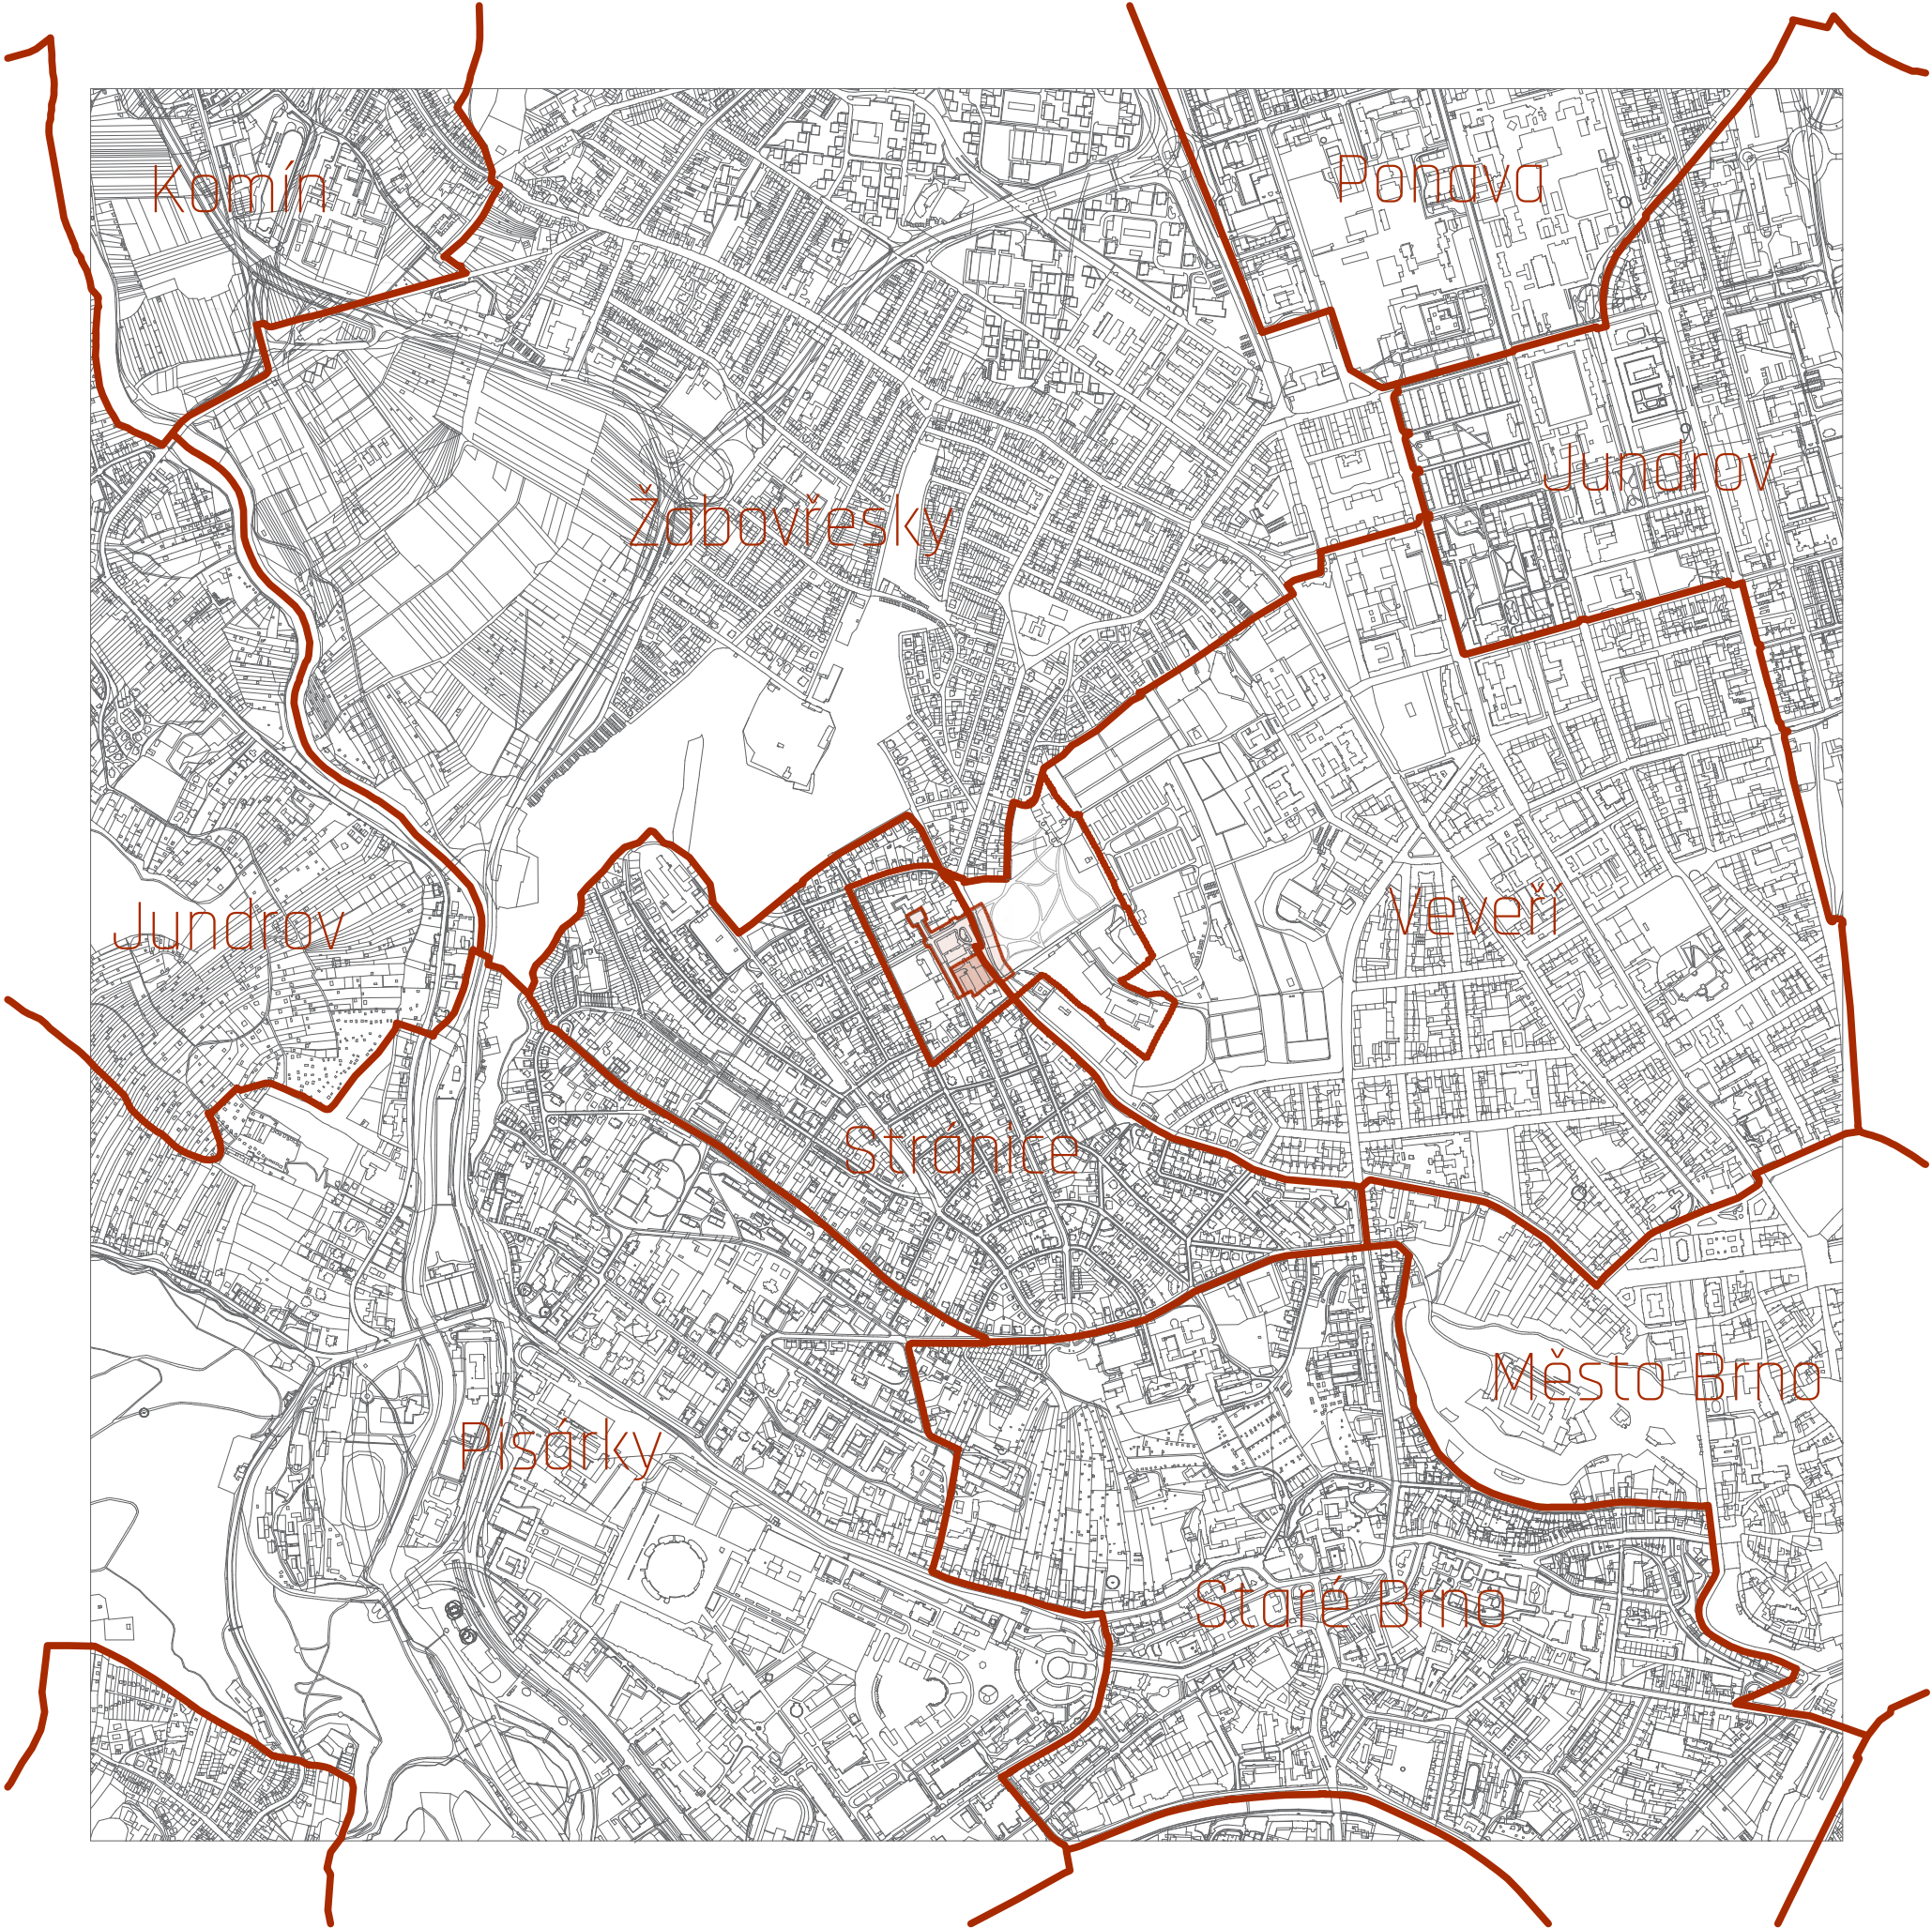 Komín
Ponava
Jundrov
Žabovřesky
Jundrov
Veveří
Stránice
Město Brno
Pisárky
Staré Brno